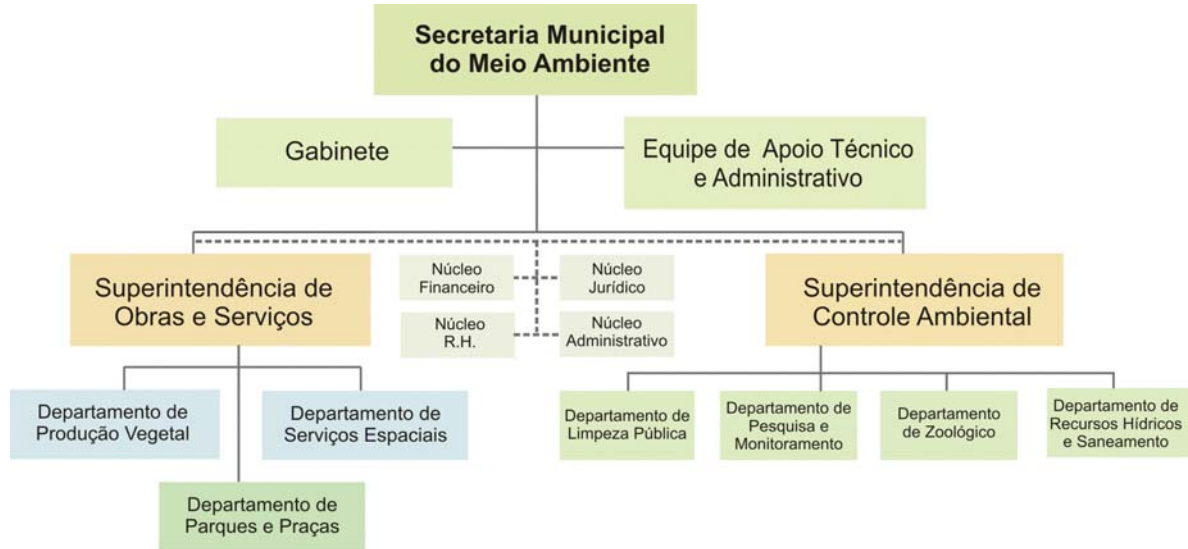 Secretaria Municipal
do Meio Ambiente
Gabinete
Equipe de Apoio Técnico
e Administrativo
Superintendência de
Obras e Serviços
Núcleo
Financeiro
Núcleo
Jurídico
Núcleo
R.H.
Núcleo
Administrativo
Superintendência de
Controle Ambiental
Departamento de
Produção Vegetal
Departamento de
Serviços Espaciais
Departamento de
Parques e Praças
Departamento de
Limpeza Pública
Departamento de
Pesquisa e
Monitoramento
Departamento
de Zoológico
Departamento de
Recursos Hídricos
e Saneamento